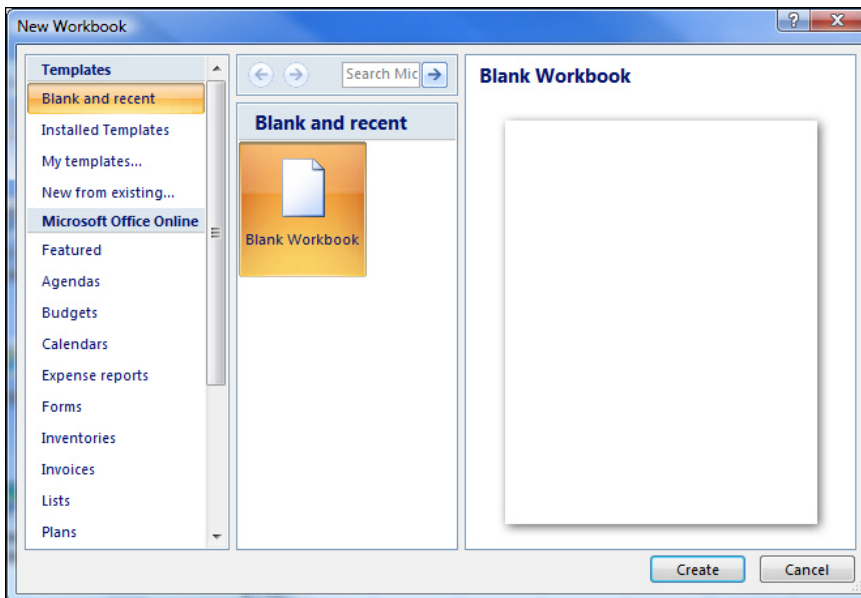 New Workbook
?
Templates
Blank and recent
Installed Templates
My templates...
New from existing...
Microsoft Office Online
Featured
Agendas
Budgets
Calendars
Expense reports
Forms
Inventories
Invoices
Lists
Plans
Search Mic
Blank and recent
Blank Workbook
Blank Workbook
Create
Cancel